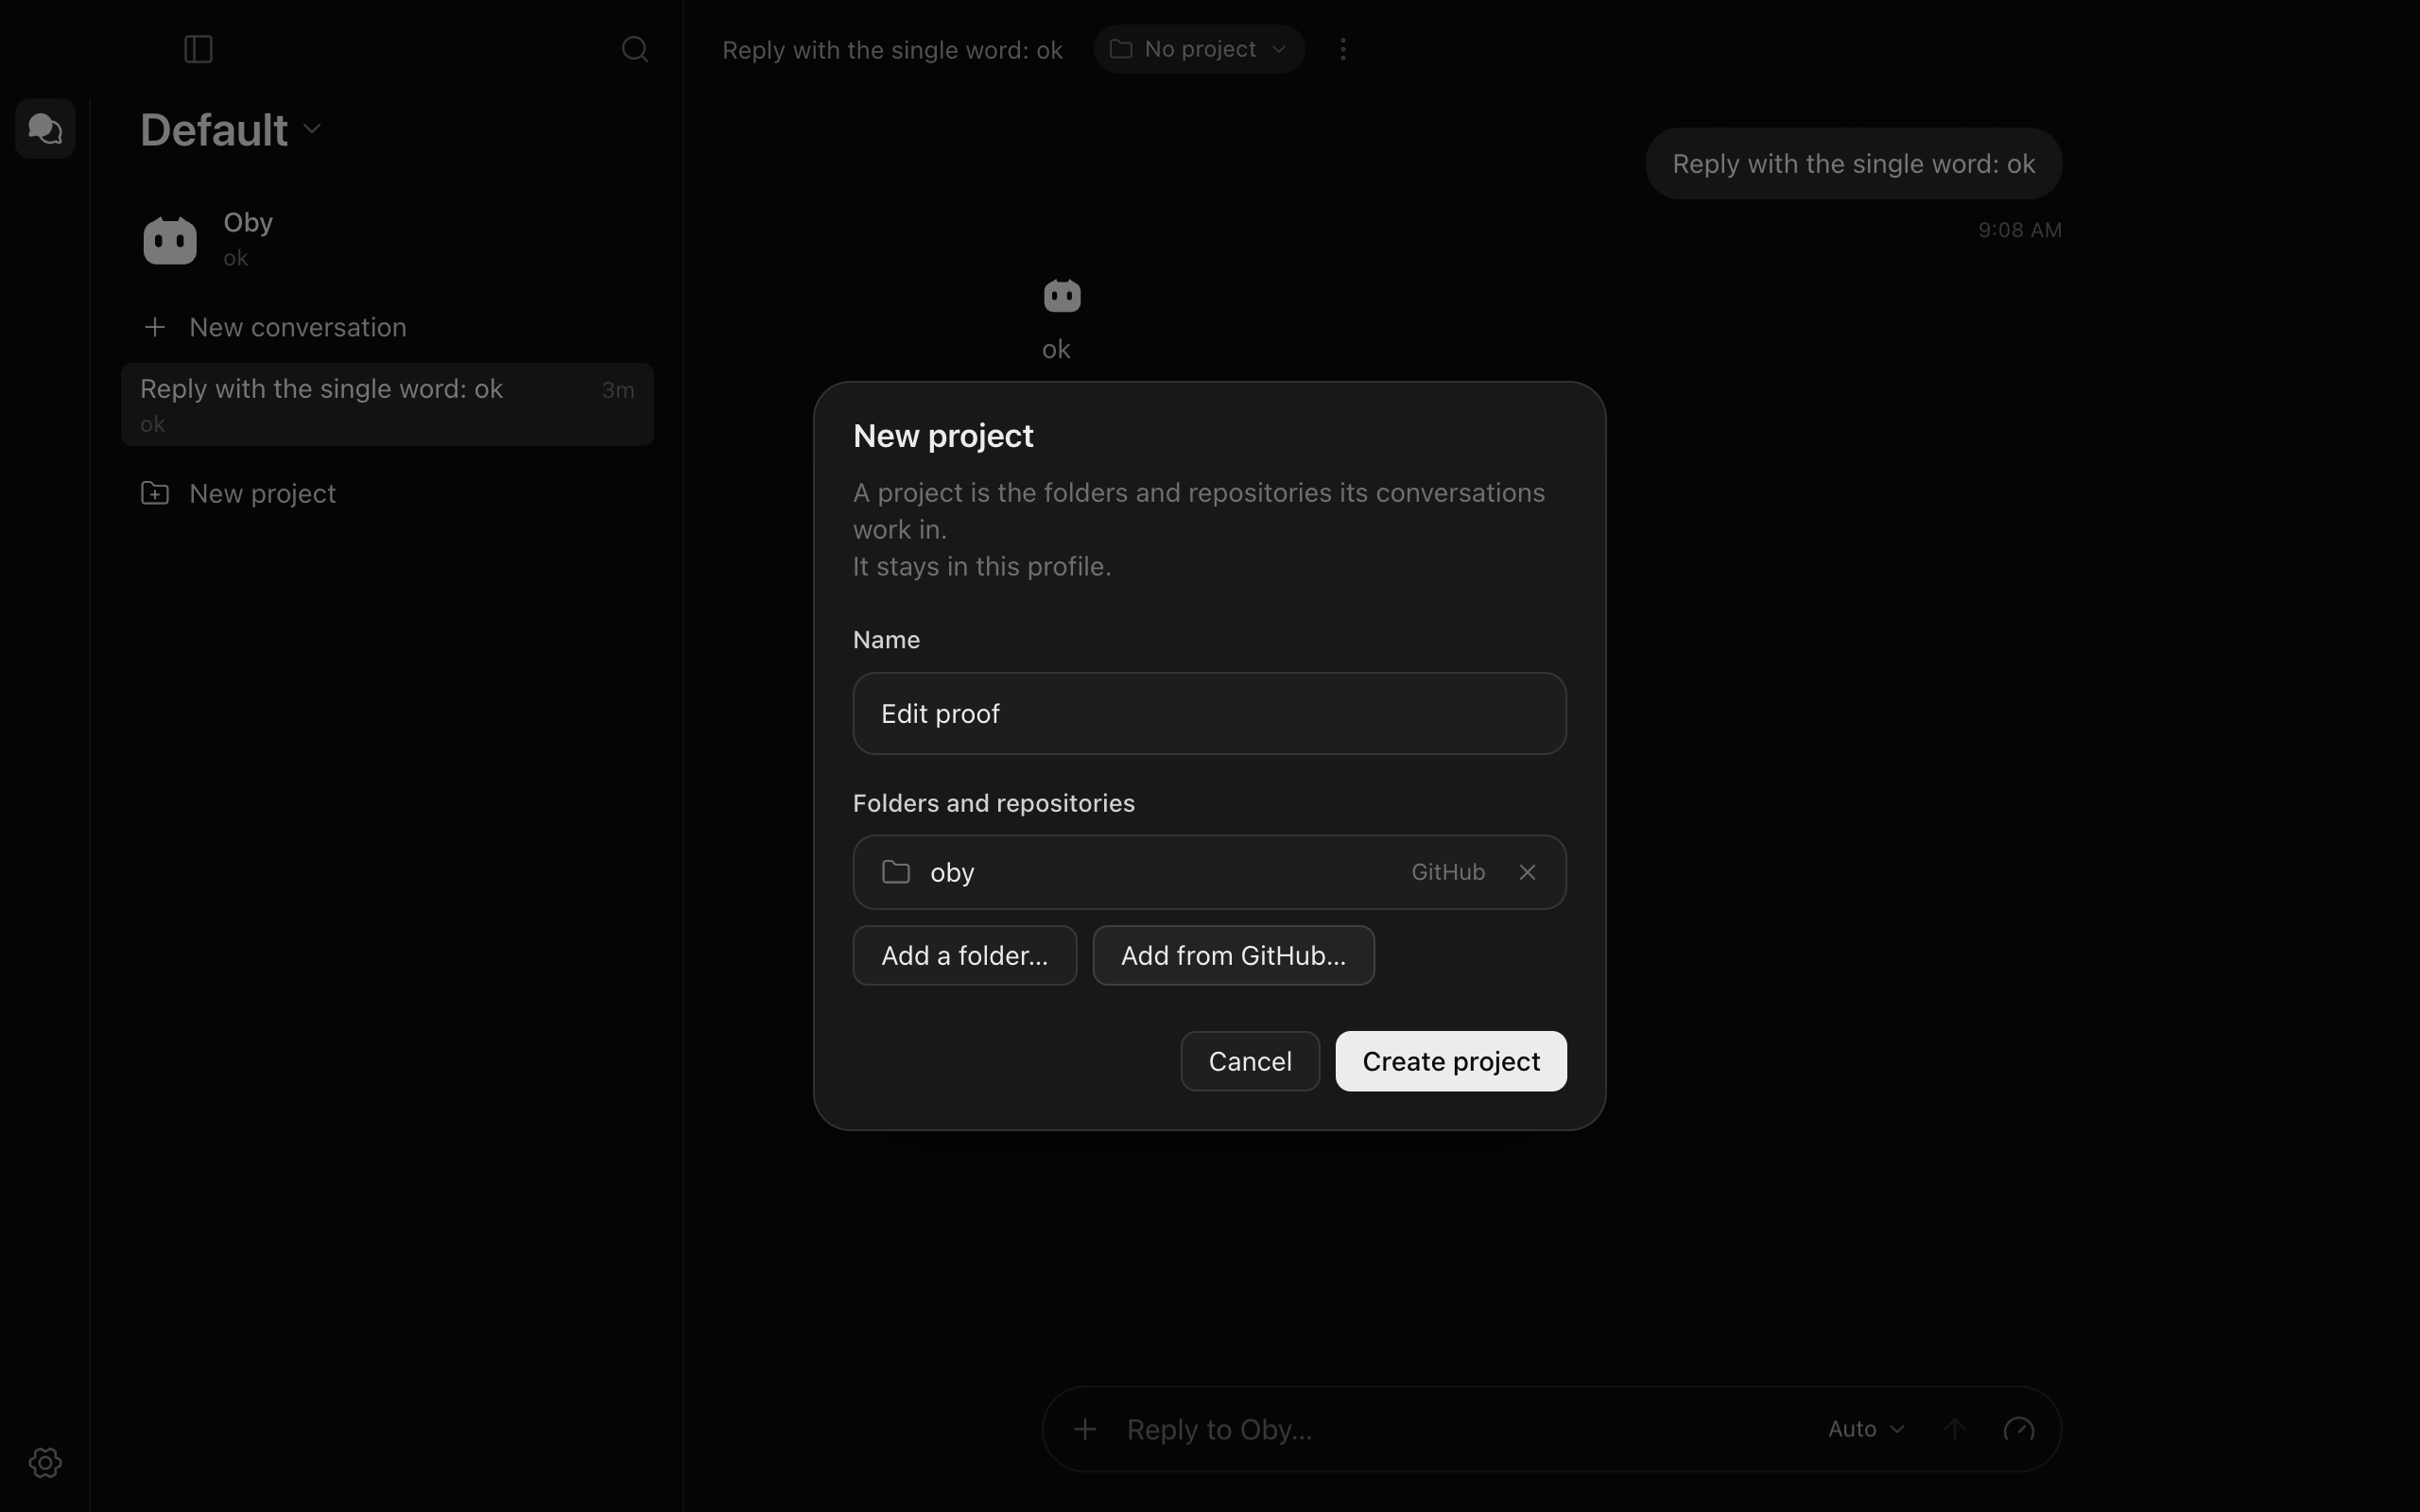 Reply with the single word: ok
No project
Default
Reply with the single word: ok
9:08 AM
Oby
ok
ok
New conversation
Reply with the single word: ok
3m
ok
New project
New project
A project is the folders and repositories its conversations
work in.
It stays in this profile.
Name
Edit proof
Folders and repositories
oby
GitHub
Add a folder...
Add from GitHub...
Cancel
Create project
Reply to Oby...
Auto